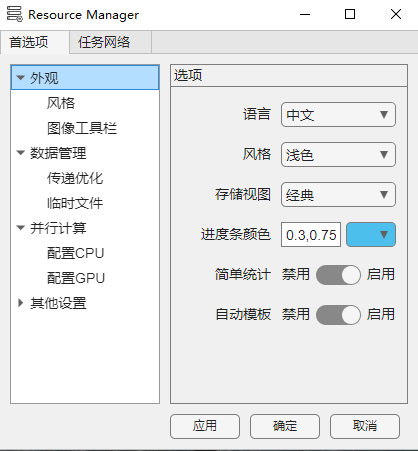 Resource Manager
首选项 任务网络
外观
风格
图像工具栏
数据管理
传递优化
临时文件
并行计算
配置CPU
配置GPU
其他设置
选项
语言 中文
风格 浅色
存储视图 经典
进度条颜色 0.3,0.75
简单统计 禁用 启用
自动模板 禁用 启用
应用 确定 取消